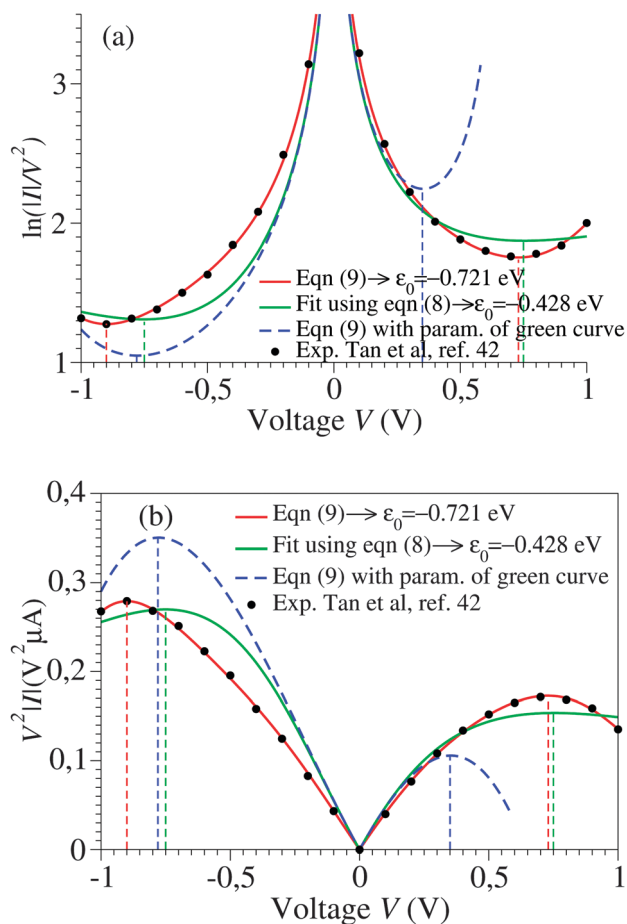 (a)
3
2
1
ln(|I|/V²)
Eqn (9)→ ε₀=−0.721 eV
Fit using eqn (8)→ε₀=−0.428 eV
Eqn (9) with param. of green curve
Exp. Tan et al, ref. 42
-1 -0,5 0 0,5 1
Voltage V (V)
(b)
0,4
0,3
0,2
0,1
0
V²|I|(V²μA)
Eqn (9)→ ε₀=−0.721 eV
Fit using eqn (8)→ ε₀=−0.428 eV
Eqn (9) with param. of green curve
Exp. Tan et al, ref. 42
-1 -0,5 0 0,5 1
Voltage V (V)